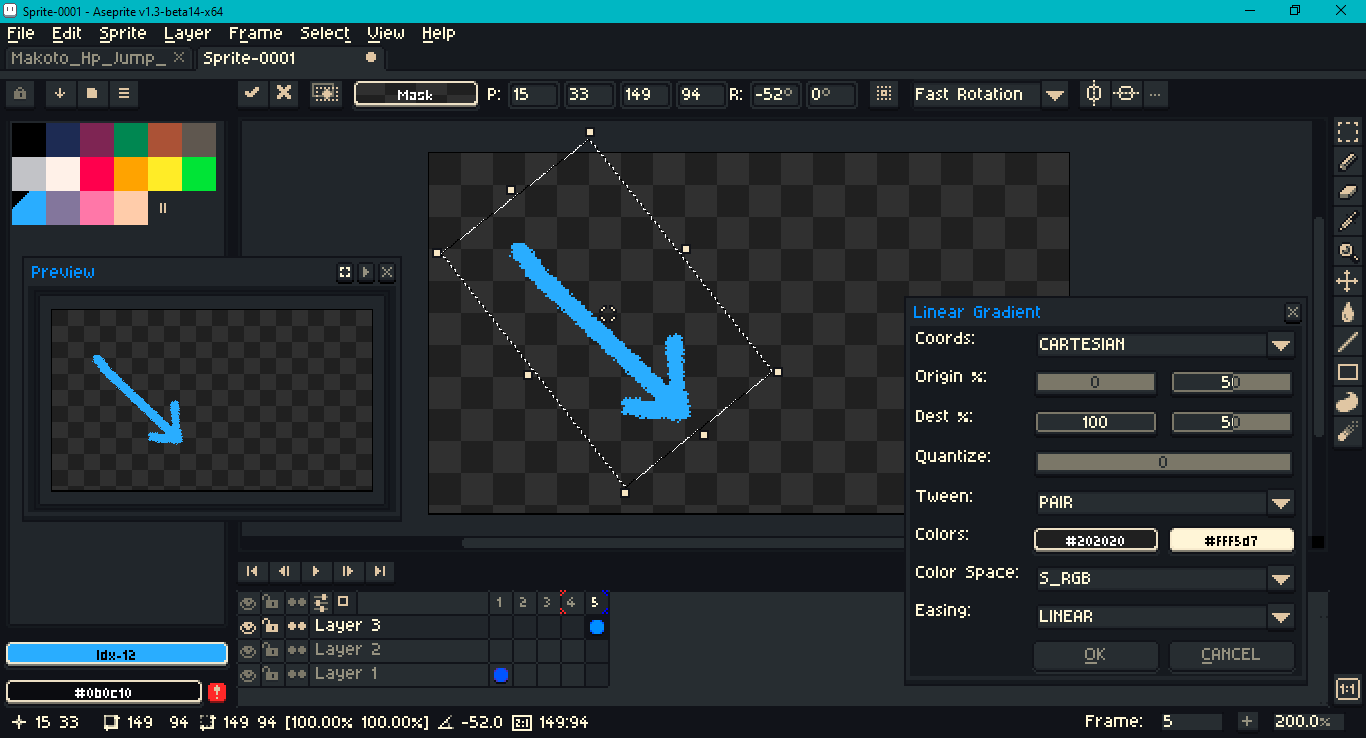 Sprite-0001 - Aseprite v1.3-beta14-x64
File Edit Sprite Layer Frame Select View Help
Makoto_Hp_Jump_ Sprite-0001
Mask P: 15 33 149 94 R: -52° 0° Fast Rotation ...
Preview
Linear Gradient
Coords: CARTESIAN
Origin %: 0 50
Dest %: 100 50
Quantize: 0
Tween: PAIR
Colors: #202020 #fff5d7
Color Space: S_RGB
Easing: LINEAR
OK CANCEL
1 2 3 4 5
Layer 3
Layer 2
Layer 1
Idx-12
#0b0c10 !
1:1
15 33 149 94 149 94 [100.00% 100.00%] -52.0 2:1 149:94 Frame: 5 + 200.0%